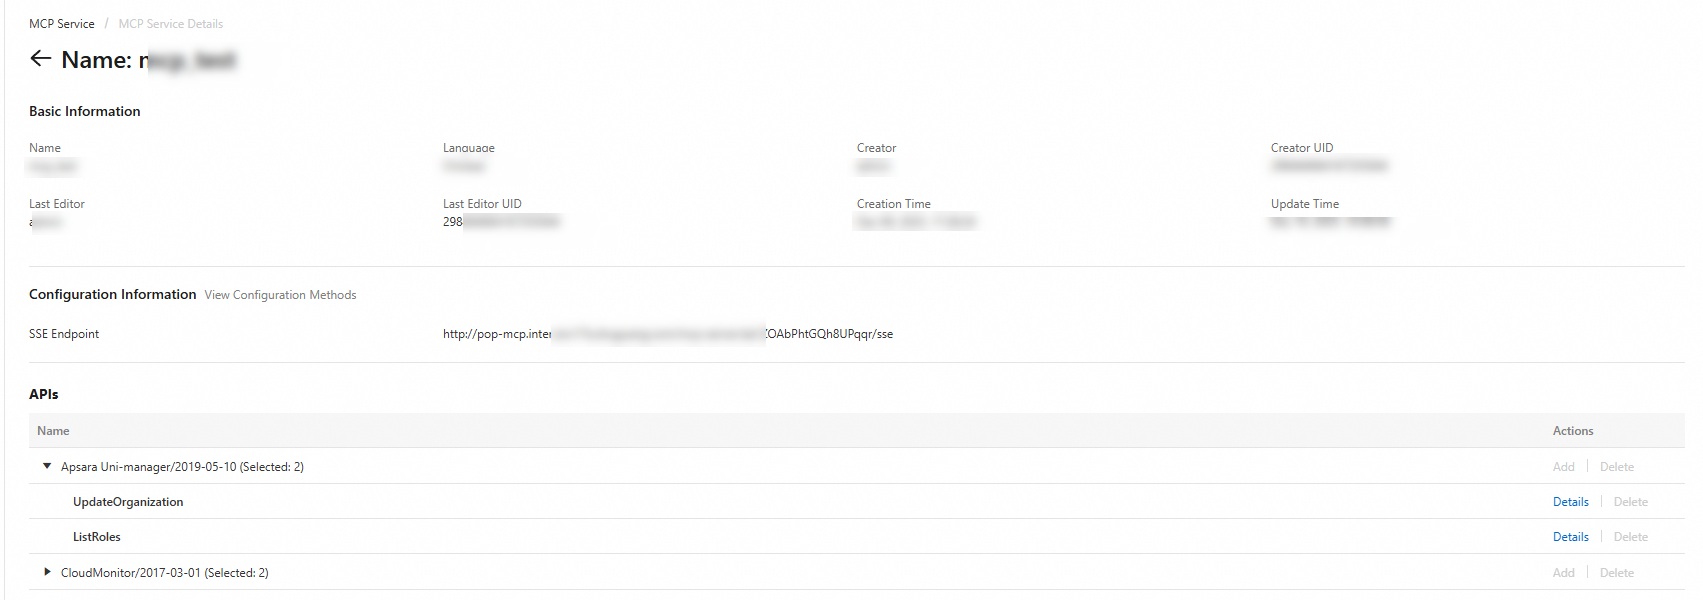 MCP Service / MCP Service Details
← Name:
Basic Information
Name Language Creator Creator UID
Last Editor Last Editor UID Creation Time Update Time
298
Configuration Information View Configuration Methods
SSE Endpoint http://pop-mcp.inter OAbPhtGQh8UPqqr/sse
APIs
Name Actions
Apsara Uni-manager/2019-05-10 (Selected: 2) Add | Delete
UpdateOrganization Details | Delete
ListRoles Details | Delete
CloudMonitor/2017-03-01 (Selected: 2) Add | Delete